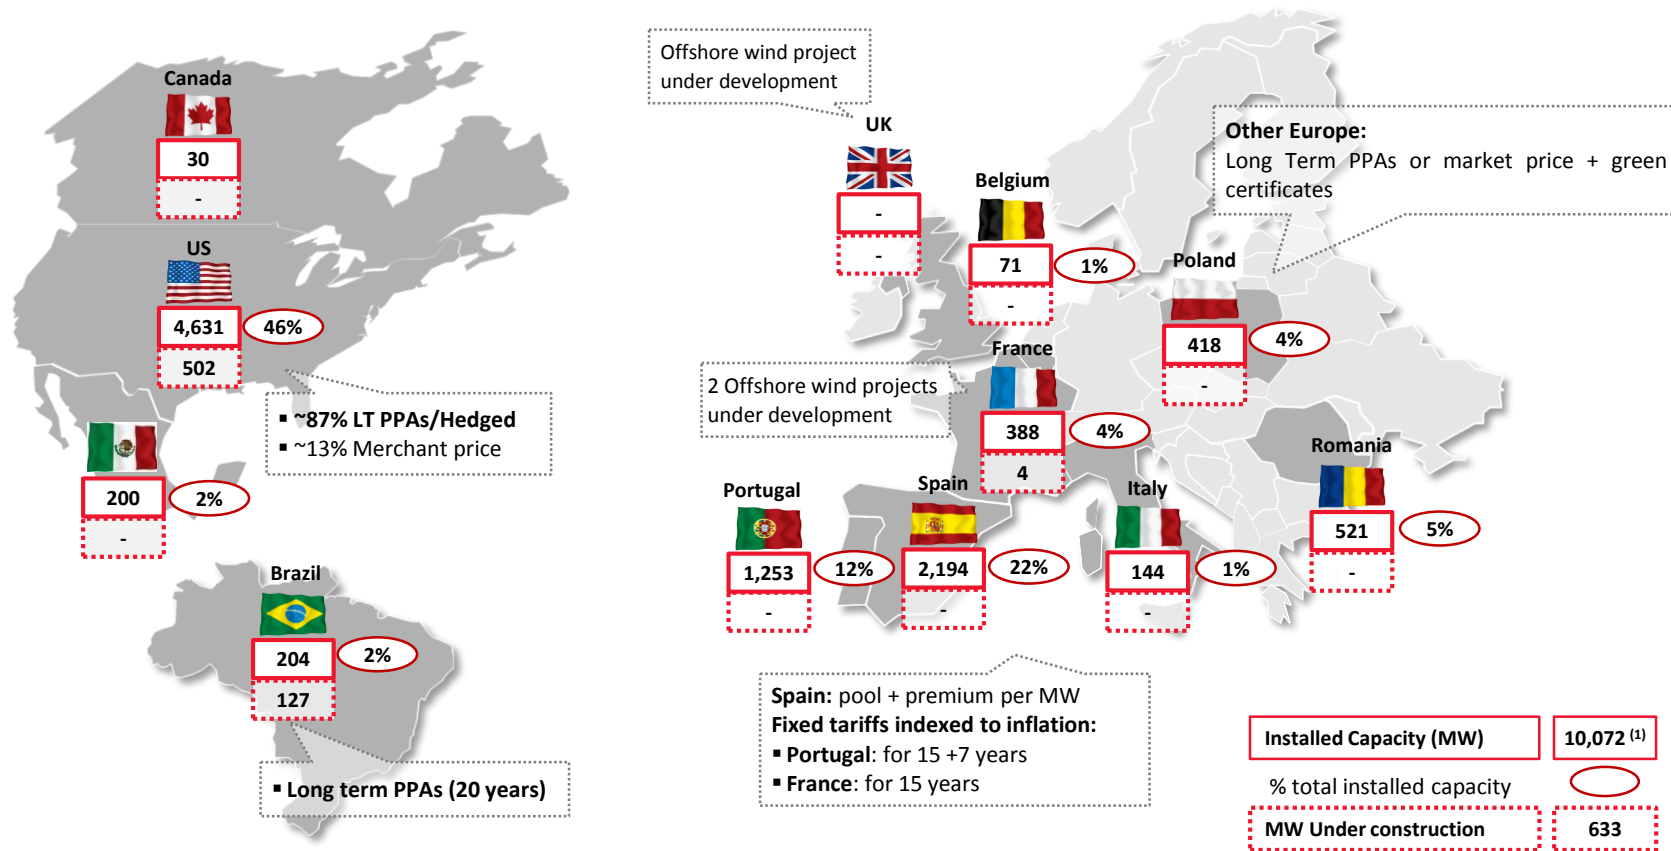 Canada
30
-
US
4,631
46%
502
▪ ~87% LT PPAs/Hedged
▪ ~13% Merchant price
200
2%
-
Brazil
204
2%
127
▪ Long term PPAs (20 years)
Offshore wind project
under development
UK
-
-
Belgium
71
1%
-
Other Europe:
Long Term PPAs or market price + green
certificates
Poland
418
4%
-
2 Offshore wind projects
under development
France
388
4%
4
Romania
521
5%
-
Portugal
1,253
12%
-
Spain
2,194
22%
-
Italy
144
1%
-
Spain: pool + premium per MW
Fixed tariffs indexed to inflation:
▪ Portugal: for 15 +7 years
▪ France: for 15 years
Installed Capacity (MW)
10,072 (1)
% total installed capacity
MW Under construction
633